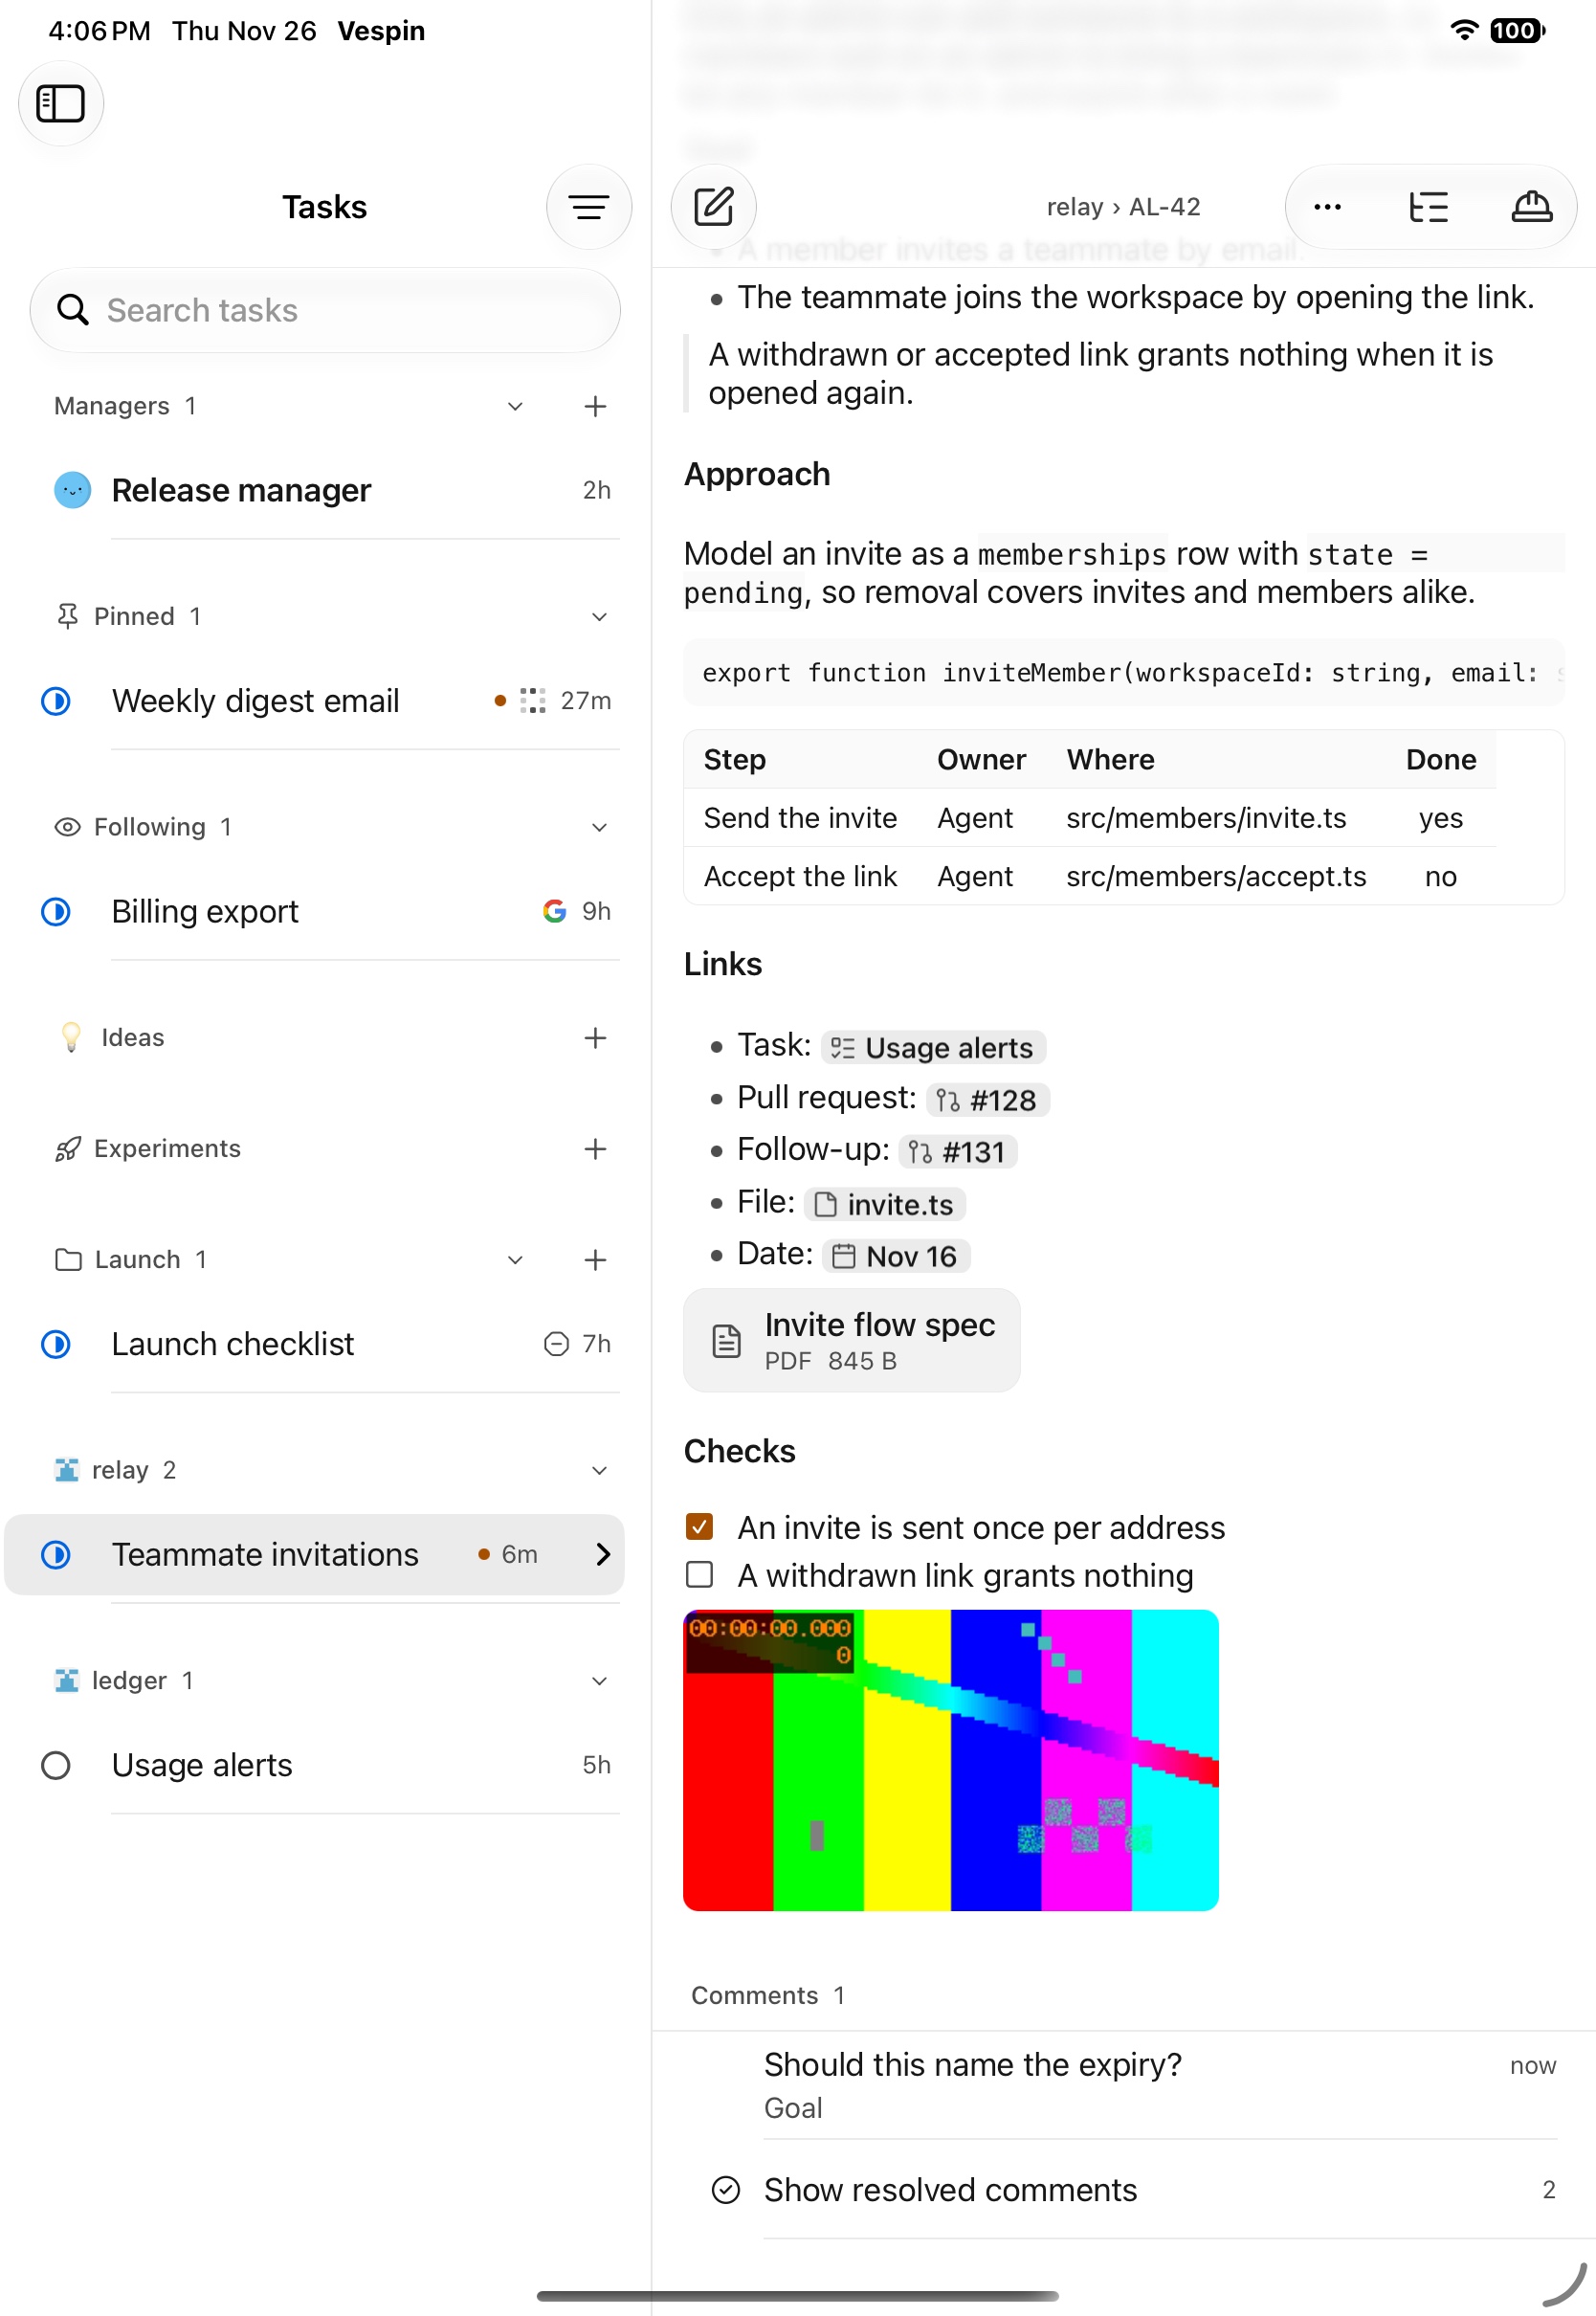 4:06 PM Thu Nov 26 Vespin
100
Tasks
Search tasks
Managers 1
Release manager 2h
Pinned 1
Weekly digest email 27m
Following 1
Billing export 9h
Ideas
Experiments
Launch 1
Launch checklist 7h
relay 2
Teammate invitations 6m
ledger 1
Usage alerts 5h
relay › AL-42
A member invites a teammate by email.
The teammate joins the workspace by opening the link.
A withdrawn or accepted link grants nothing when it is
opened again.
Approach
Model an invite as a memberships row with state =
pending, so removal covers invites and members alike.
export function inviteMember(workspaceId: string, email:
Step Owner Where Done
Send the invite Agent src/members/invite.ts yes
Accept the link Agent src/members/accept.ts no
Links
Task: Usage alerts
Pull request: #128
Follow-up: #131
File: invite.ts
Date: Nov 16
Invite flow spec
PDF 845 B
Checks
An invite is sent once per address
A withdrawn link grants nothing
00:00:00.000
0
Comments 1
Should this name the expiry? now
Goal
Show resolved comments 2